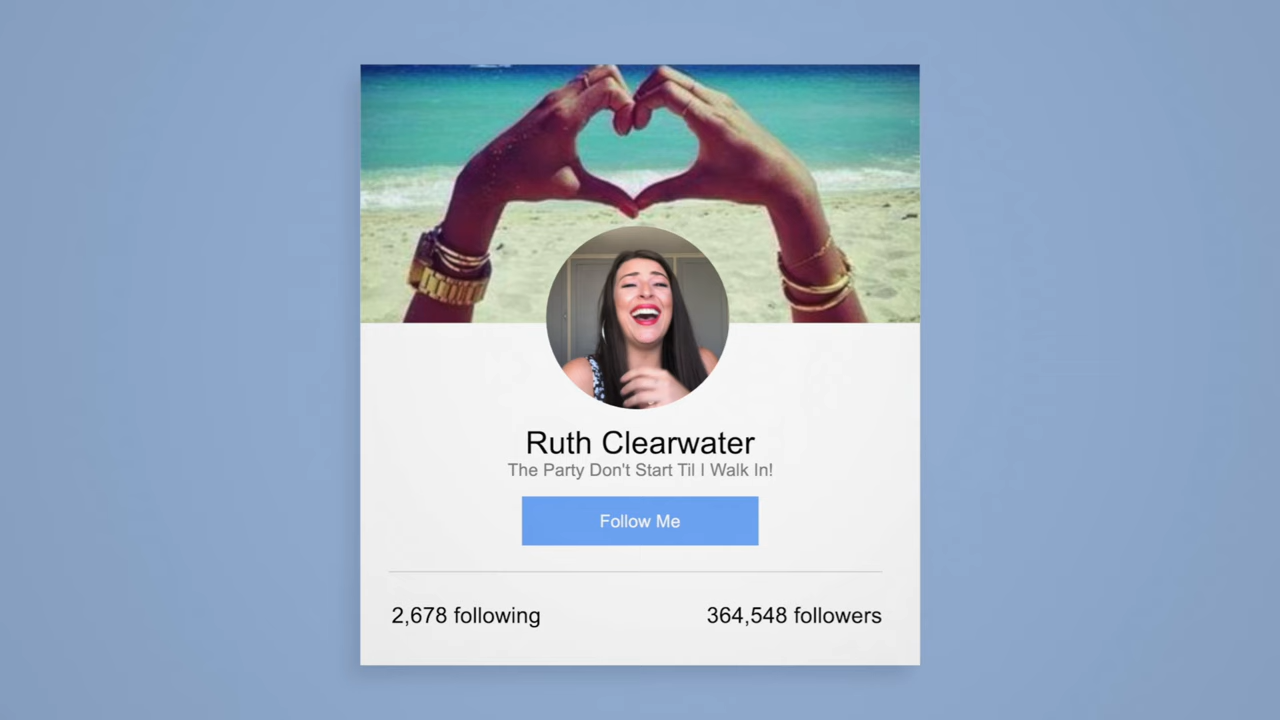 Ruth Clearwater
The Party Don't Start Til I Walk In!
Follow Me
2,678 following
364,548 followers